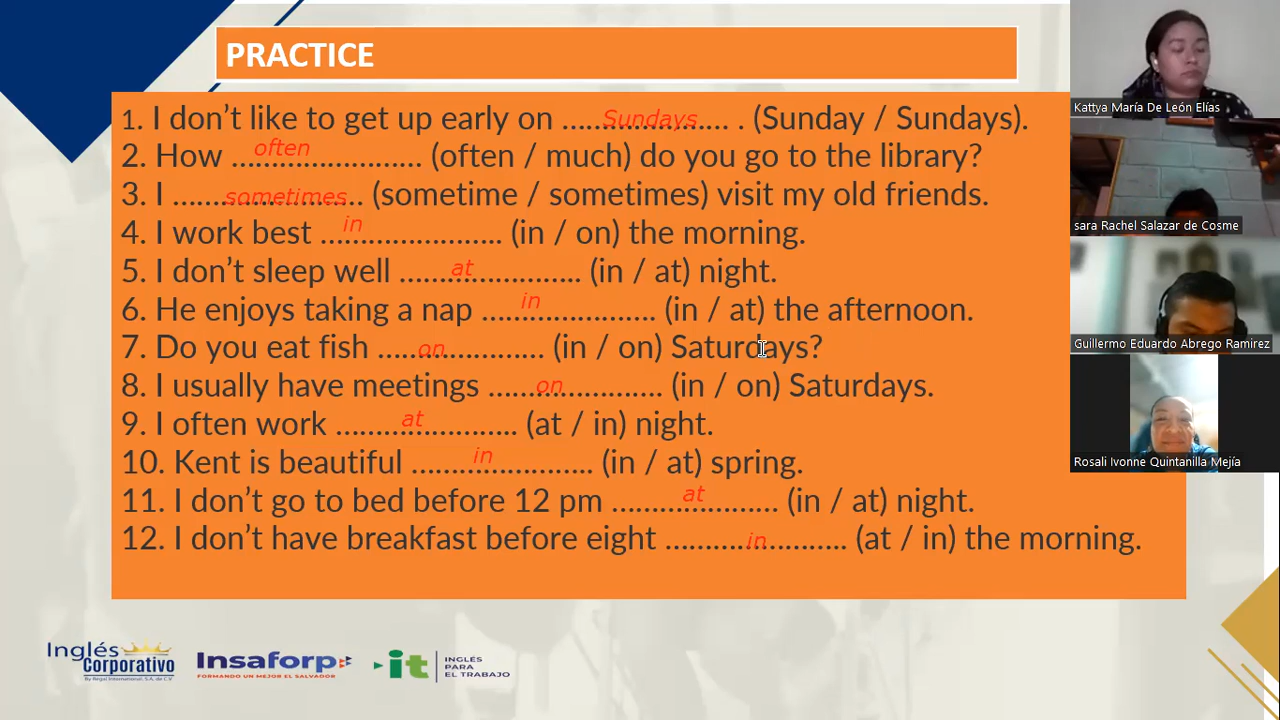 PRACTICE
1. I don’t like to get up early on ...…Sundays……... . (Sunday / Sundays).
2. How ...…often…………... (often / much) do you go to the library?
3. I ...…sometimes……... (sometime / sometimes) visit my old friends.
4. I work best ...…in…………... (in / on) the morning.
5. I don’t sleep well ...…at…………... (in / at) night.
6. He enjoys taking a nap ...…in…………... (in / at) the afternoon.
7. Do you eat fish ...…on…………... (in / on) Saturdays?
8. I usually have meetings ...…on…………... (in / on) Saturdays.
9. I often work ...…at…………... (at / in) night.
10. Kent is beautiful ...…in…………... (in / at) spring.
11. I don’t go to bed before 12 pm ...…at…………... (in / at) night.
12. I don’t have breakfast before eight ...…in…………... (at / in) the morning.
Inglés
Corporativo
By Regal International, S.A. de C.V
Insaforp
FORMANDO UN MEJOR EL SALVADOR
it
INGLÉS
PARA
EL TRABAJO
Kattya María De León Elías
sara Rachel Salazar de Cosme
Guillermo Eduardo Abrego Ramirez
Rosali Ivonne Quintanilla Mejía